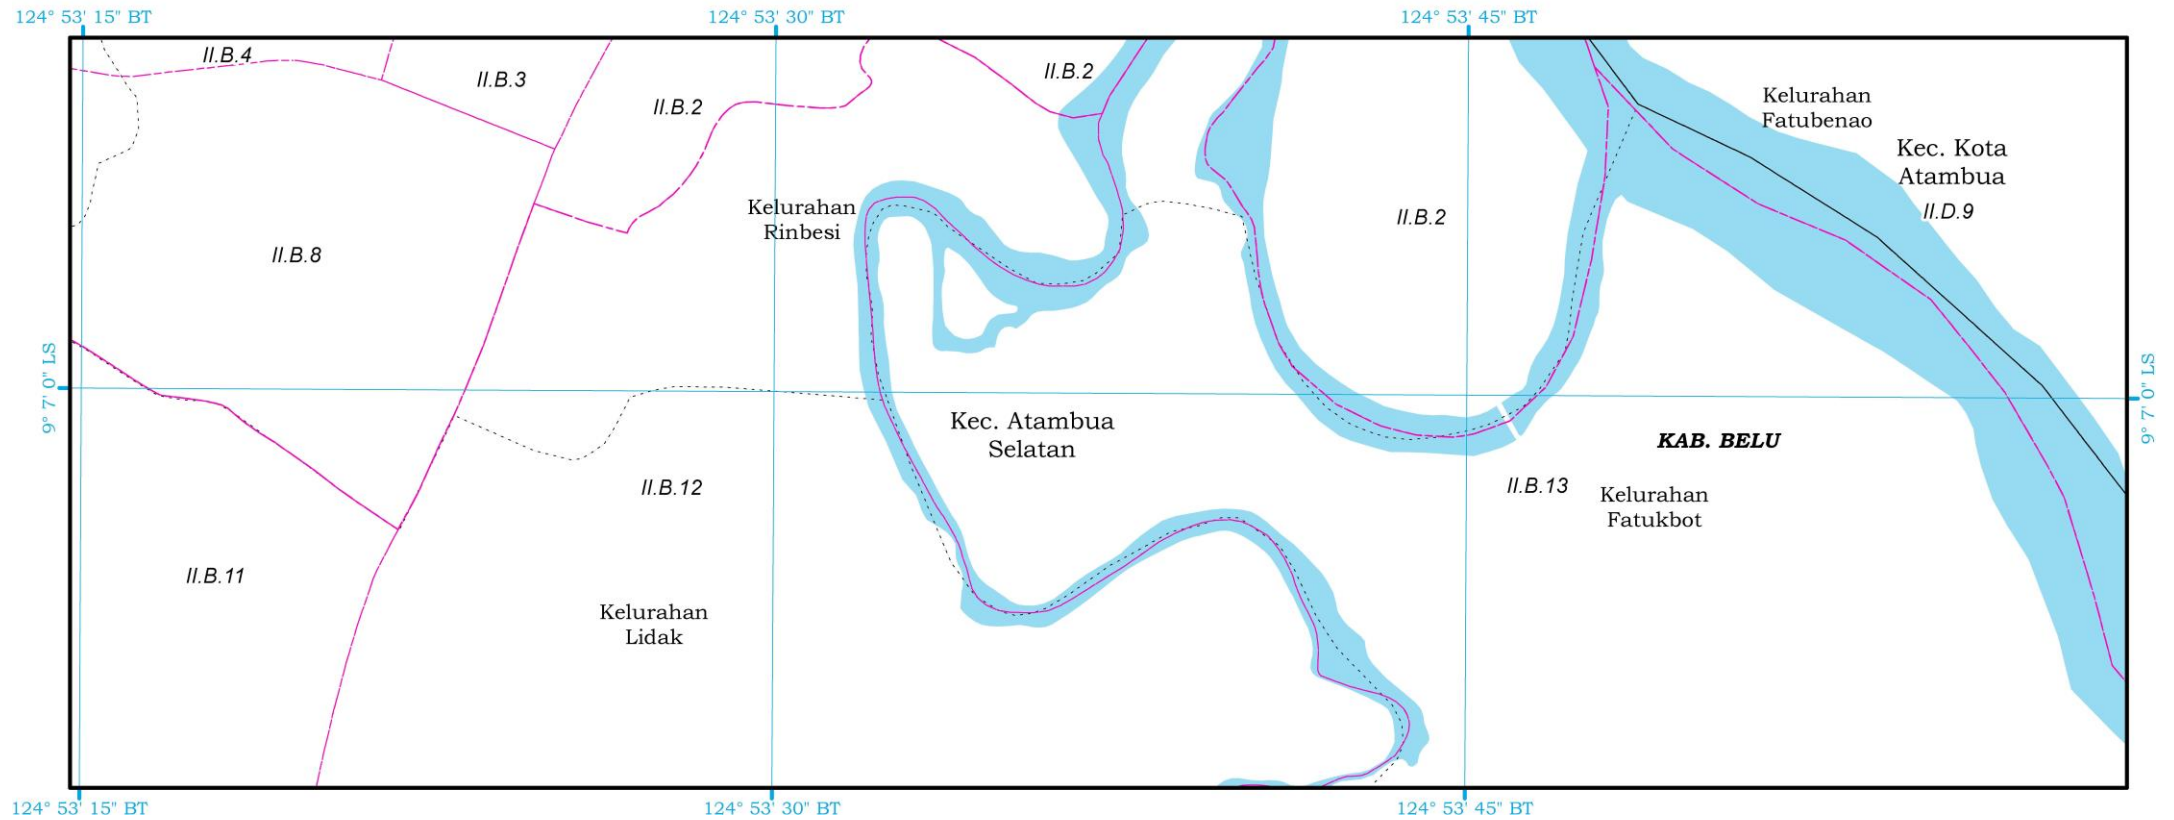 124° 53' 15" BT
124° 53' 30" BT
124° 53' 45" BT
II.B.4
II.B.3
II.B.2
II.B.2
Kelurahan
Fatubenao
Kec. Kota
Atambua
II.D.9
Kelurahan
Rinbesi
II.B.2
II.B.8
9° 7' 0" LS
9° 7' 0" LS
Kec. Atambua
Selatan
KAB. BELU
II.B.12
II.B.13
Kelurahan
Fatukbot
II.B.11
Kelurahan
Lidak
124° 53' 15" BT
124° 53' 30" BT
124° 53' 45" BT